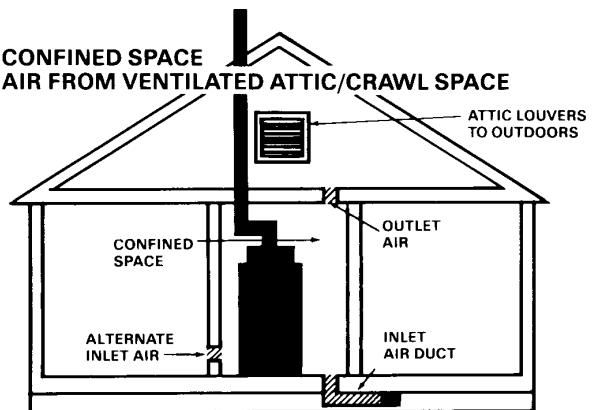 CONFINED SPACE
AIR FROM VENTILATED ATTIC/CRAWL SPACE
ATTIC LOUVERS
TO OUTDOORS
OUTLET
AIR
CONFINED
SPACE
ALTERNATE
INLET AIR
INLET
AIR DUCT